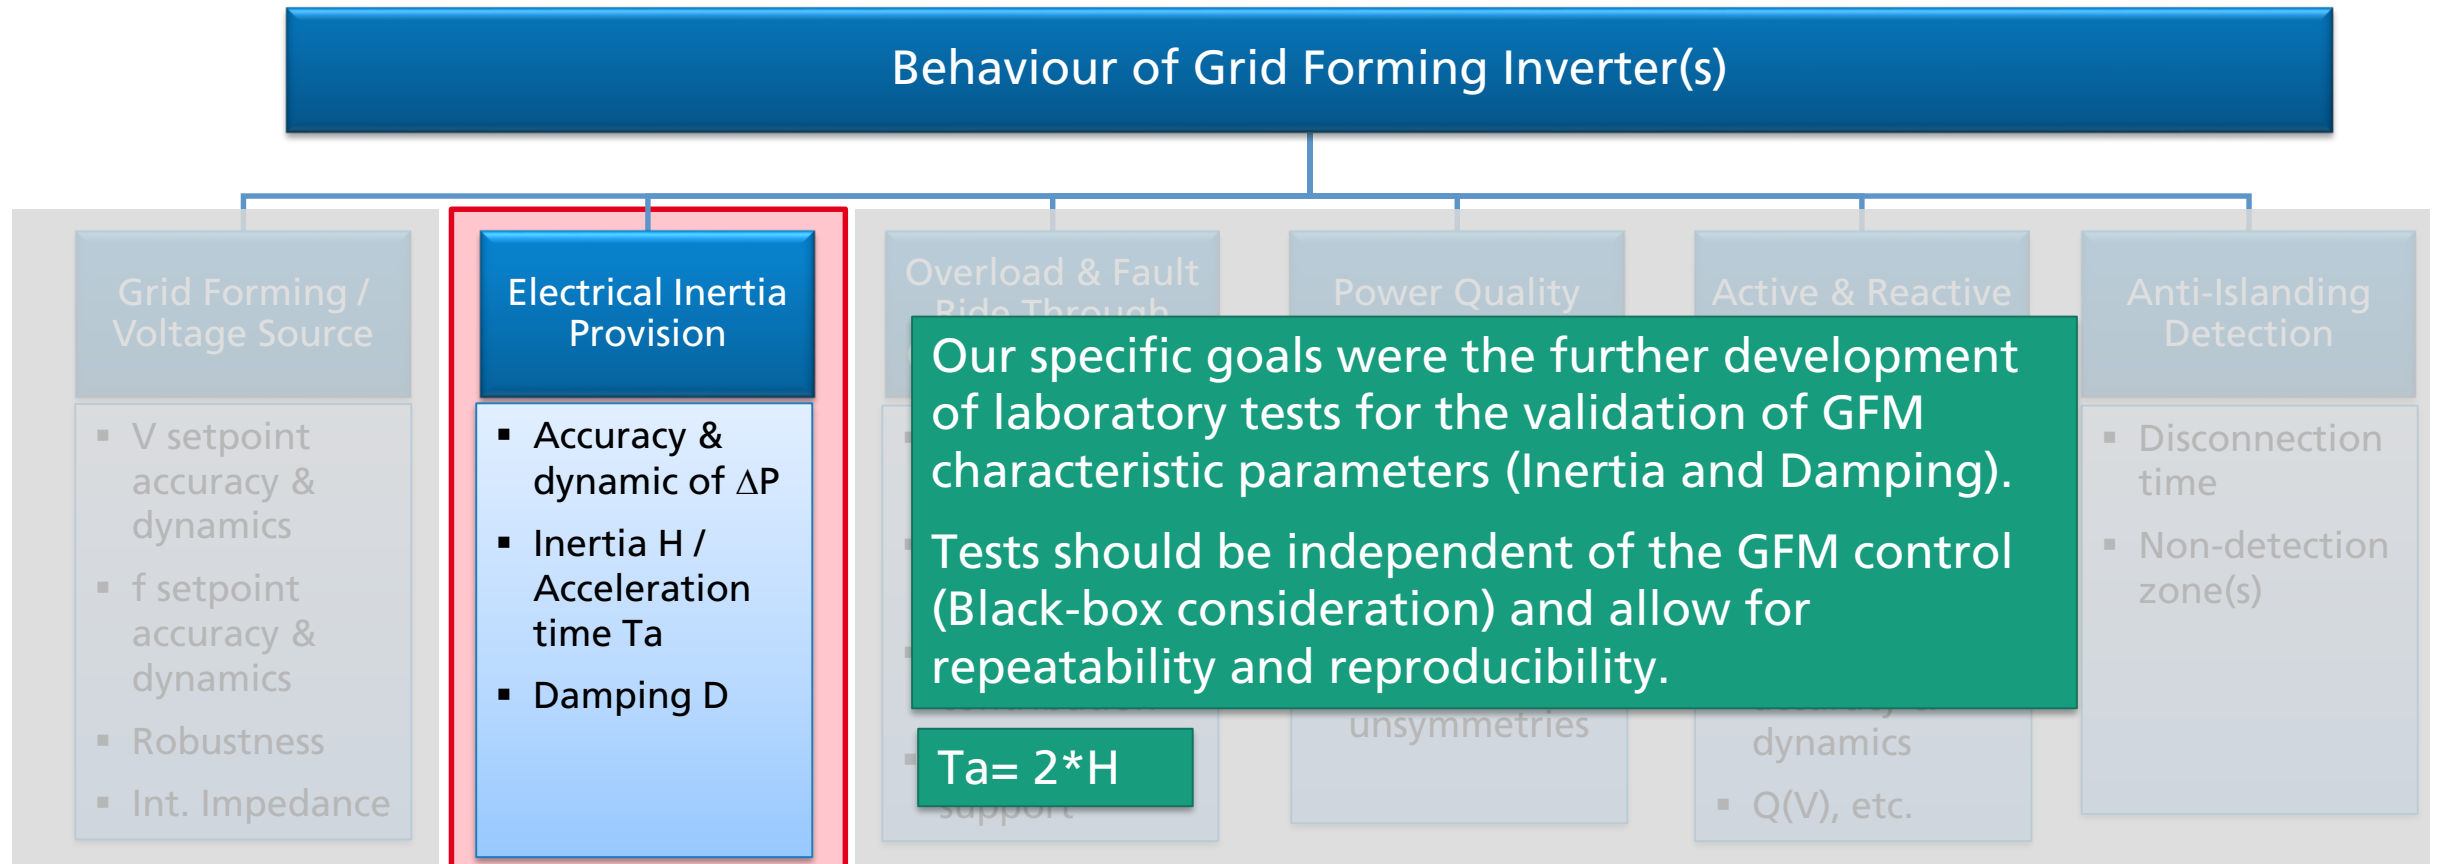 Behaviour of Grid Forming Inverter(s)
Grid Forming /
Voltage Source
▪ V setpoint
accuracy &
dynamics
▪ f setpoint
accuracy &
dynamics
▪ Robustness
▪ Int. Impedance
Electrical Inertia
Provision
▪ Accuracy &
dynamic of ΔP
▪ Inertia H /
Acceleration
time Ta
▪ Damping D
Overload & Fault
Ride Through
support
Power Quality
unsymmetries
Active & Reactive
dynamics
▪ Q(V), etc.
Anti-Islanding
Detection
▪ Disconnection
time
▪ Non-detection
zone(s)
Our specific goals were the further development
of laboratory tests for the validation of GFM
characteristic parameters (Inertia and Damping).
Tests should be independent of the GFM control
(Black-box consideration) and allow for
repeatability and reproducibility.
Ta= 2*H